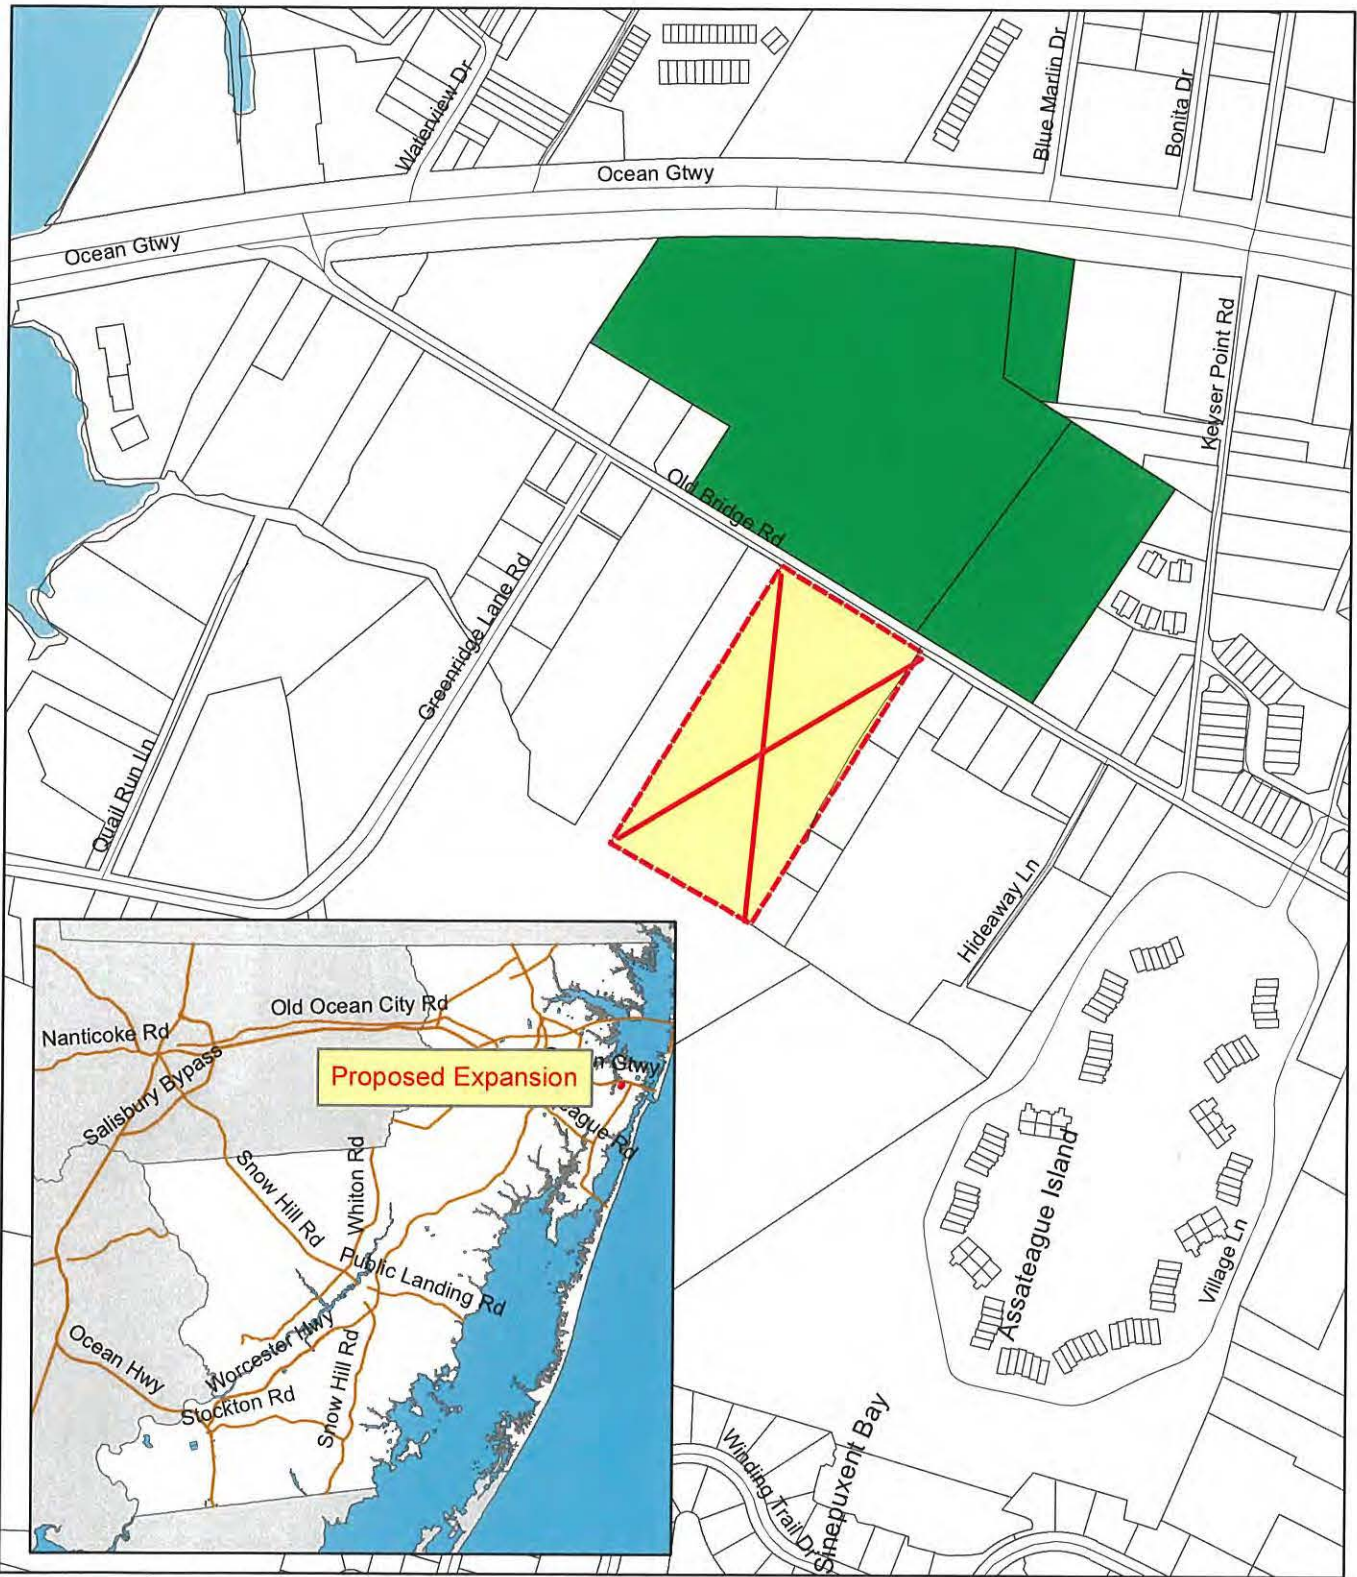 Waterview Dr
Blue Marlin Dr
Bonita Dr
Ocean Gtwy
Ocean Gtwy
Keyser Point Rd
Old Bridge Rd
Greenridge Lane Rd
Quail Run Ln
Hideaway Ln
Old Ocean City Rd
Nanticoke Rd
Salisbury Bypass
Proposed Expansion
n Gtwy
eague Rd
Snow Hill Rd
Whiton Rd
Public Landing Rd
Ocean Hwy
Worcester Hwy
Stockton Rd
Snow Hill Rd
Assateague Island
Village Ln
Winding Trail Dr
Sinepuxent Bay